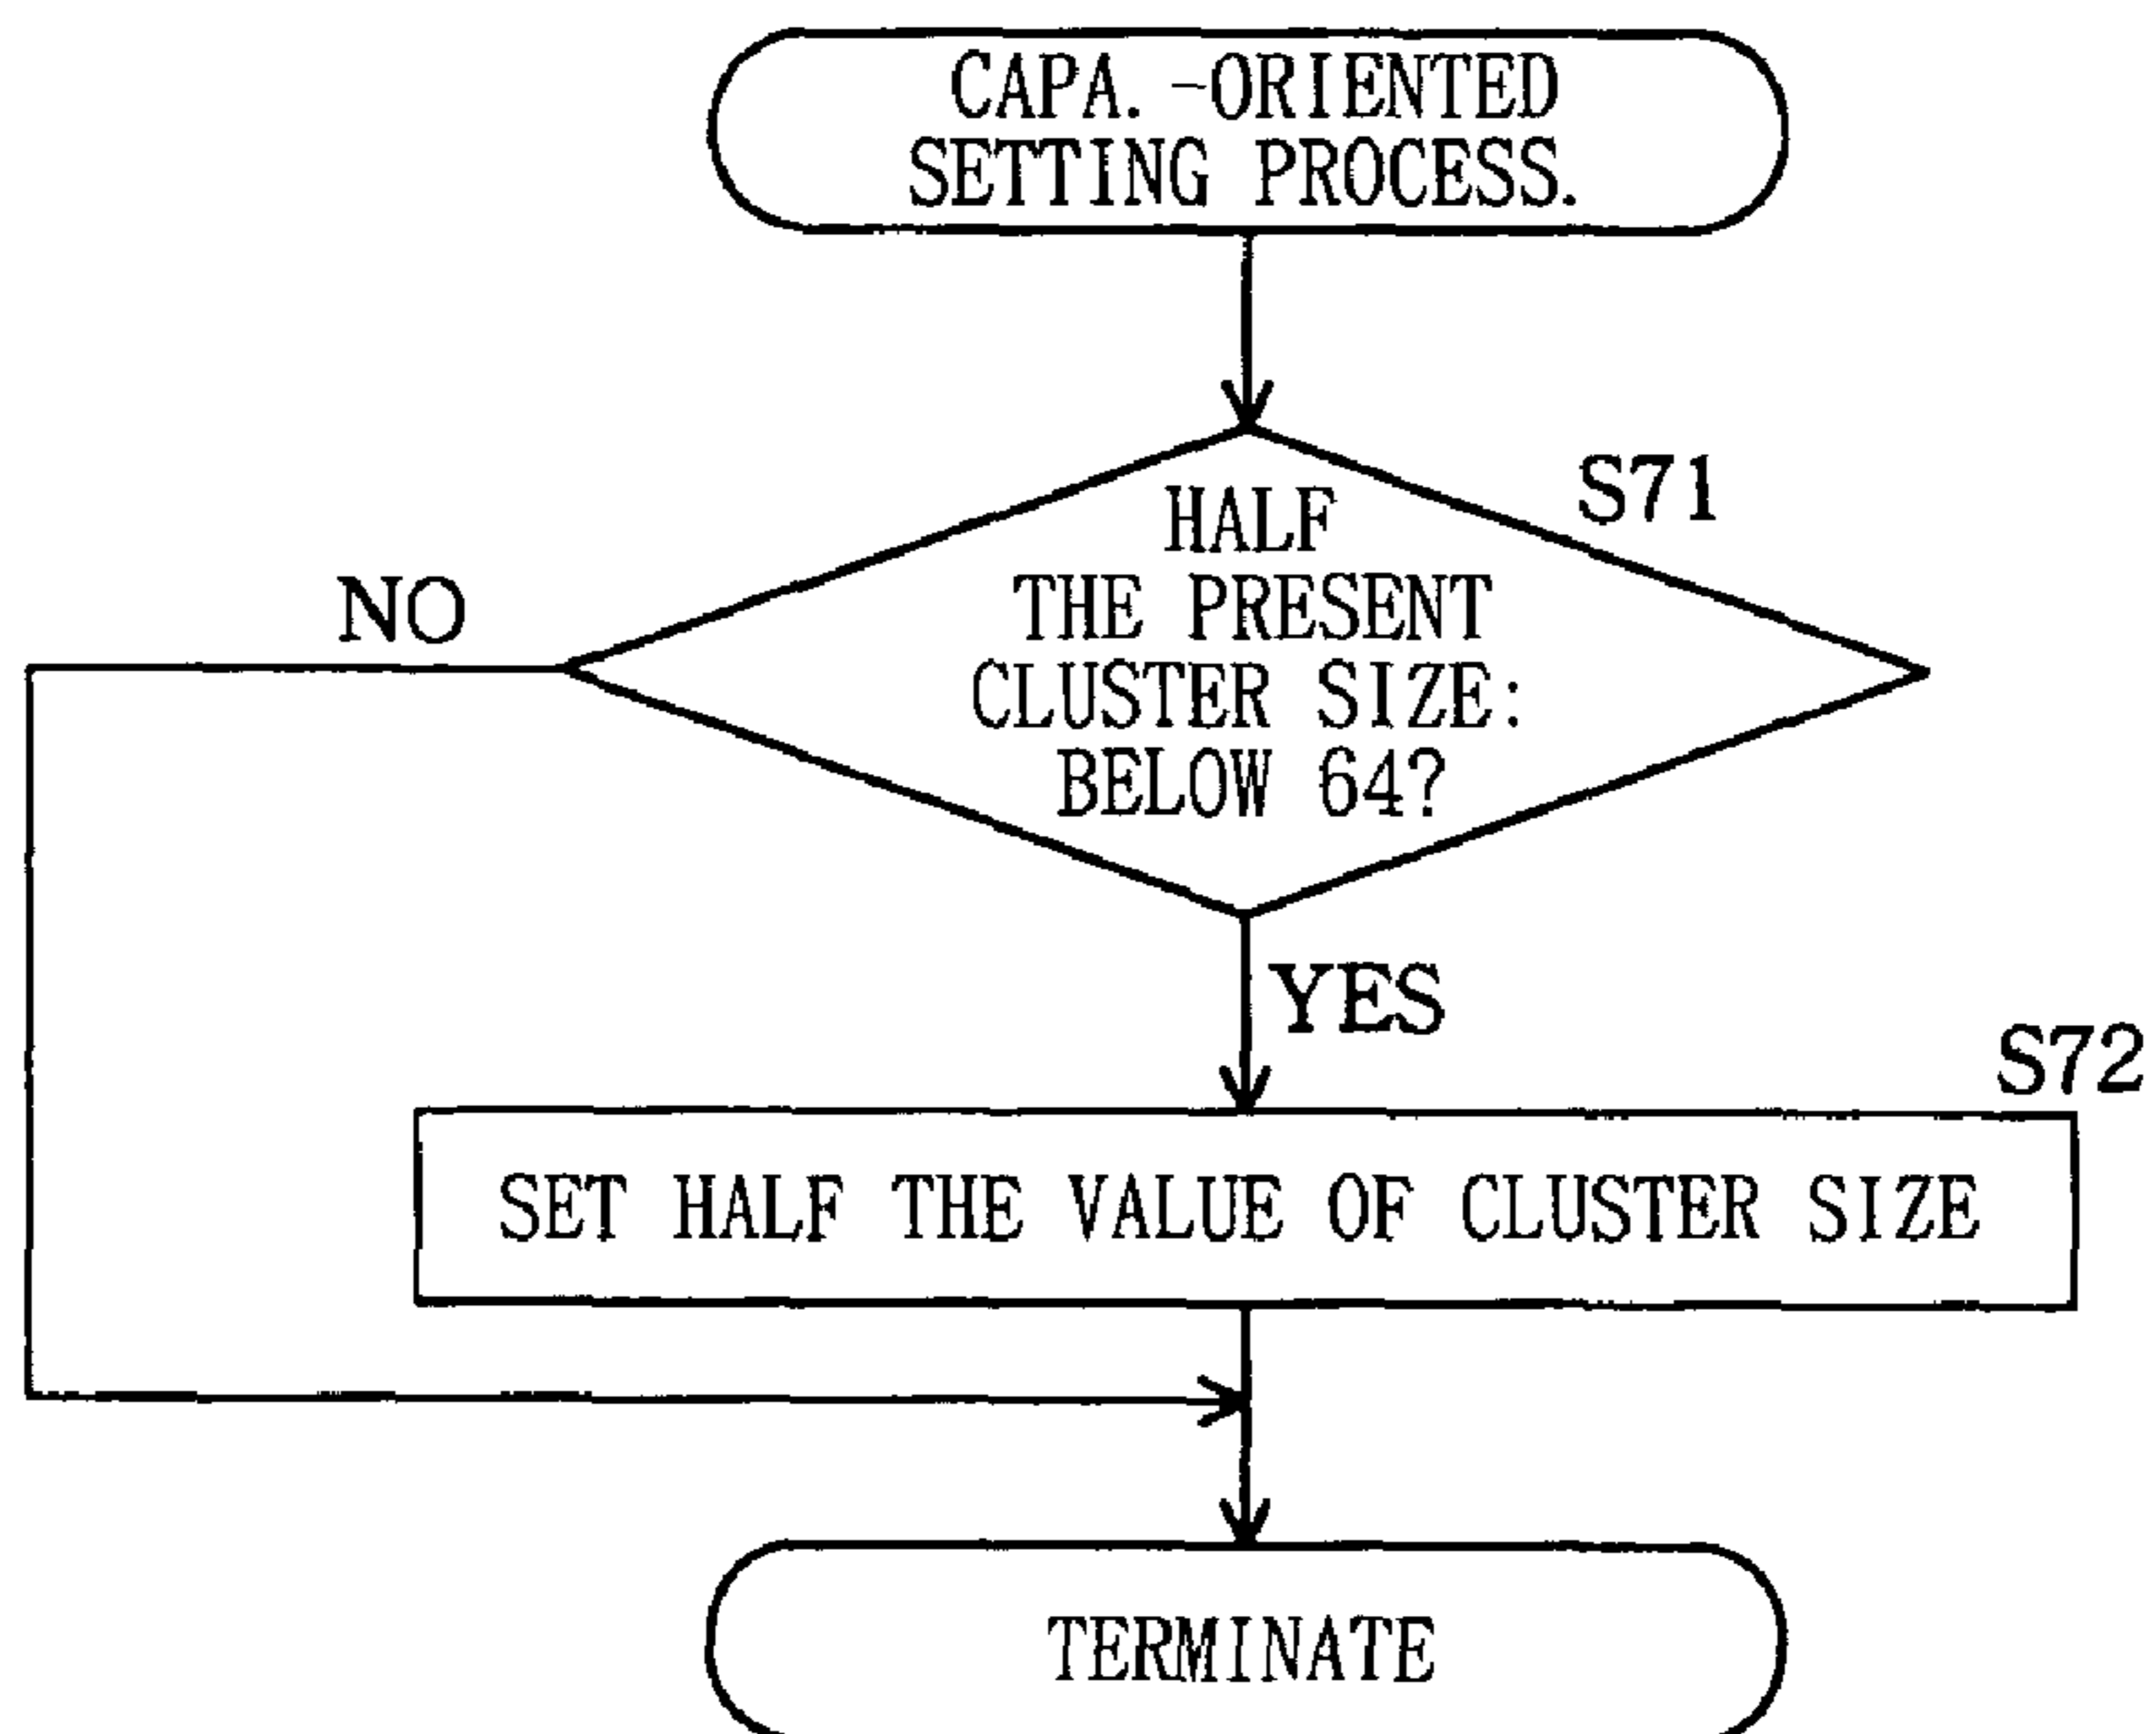 CAPA. -ORIENTED
SETTING PROCESS.
S71
HALF
THE PRESENT
CLUSTER SIZE:
BELOW 64?
NO
YES
S72
SET HALF THE VALUE OF CLUSTER SIZE
TERMINATE